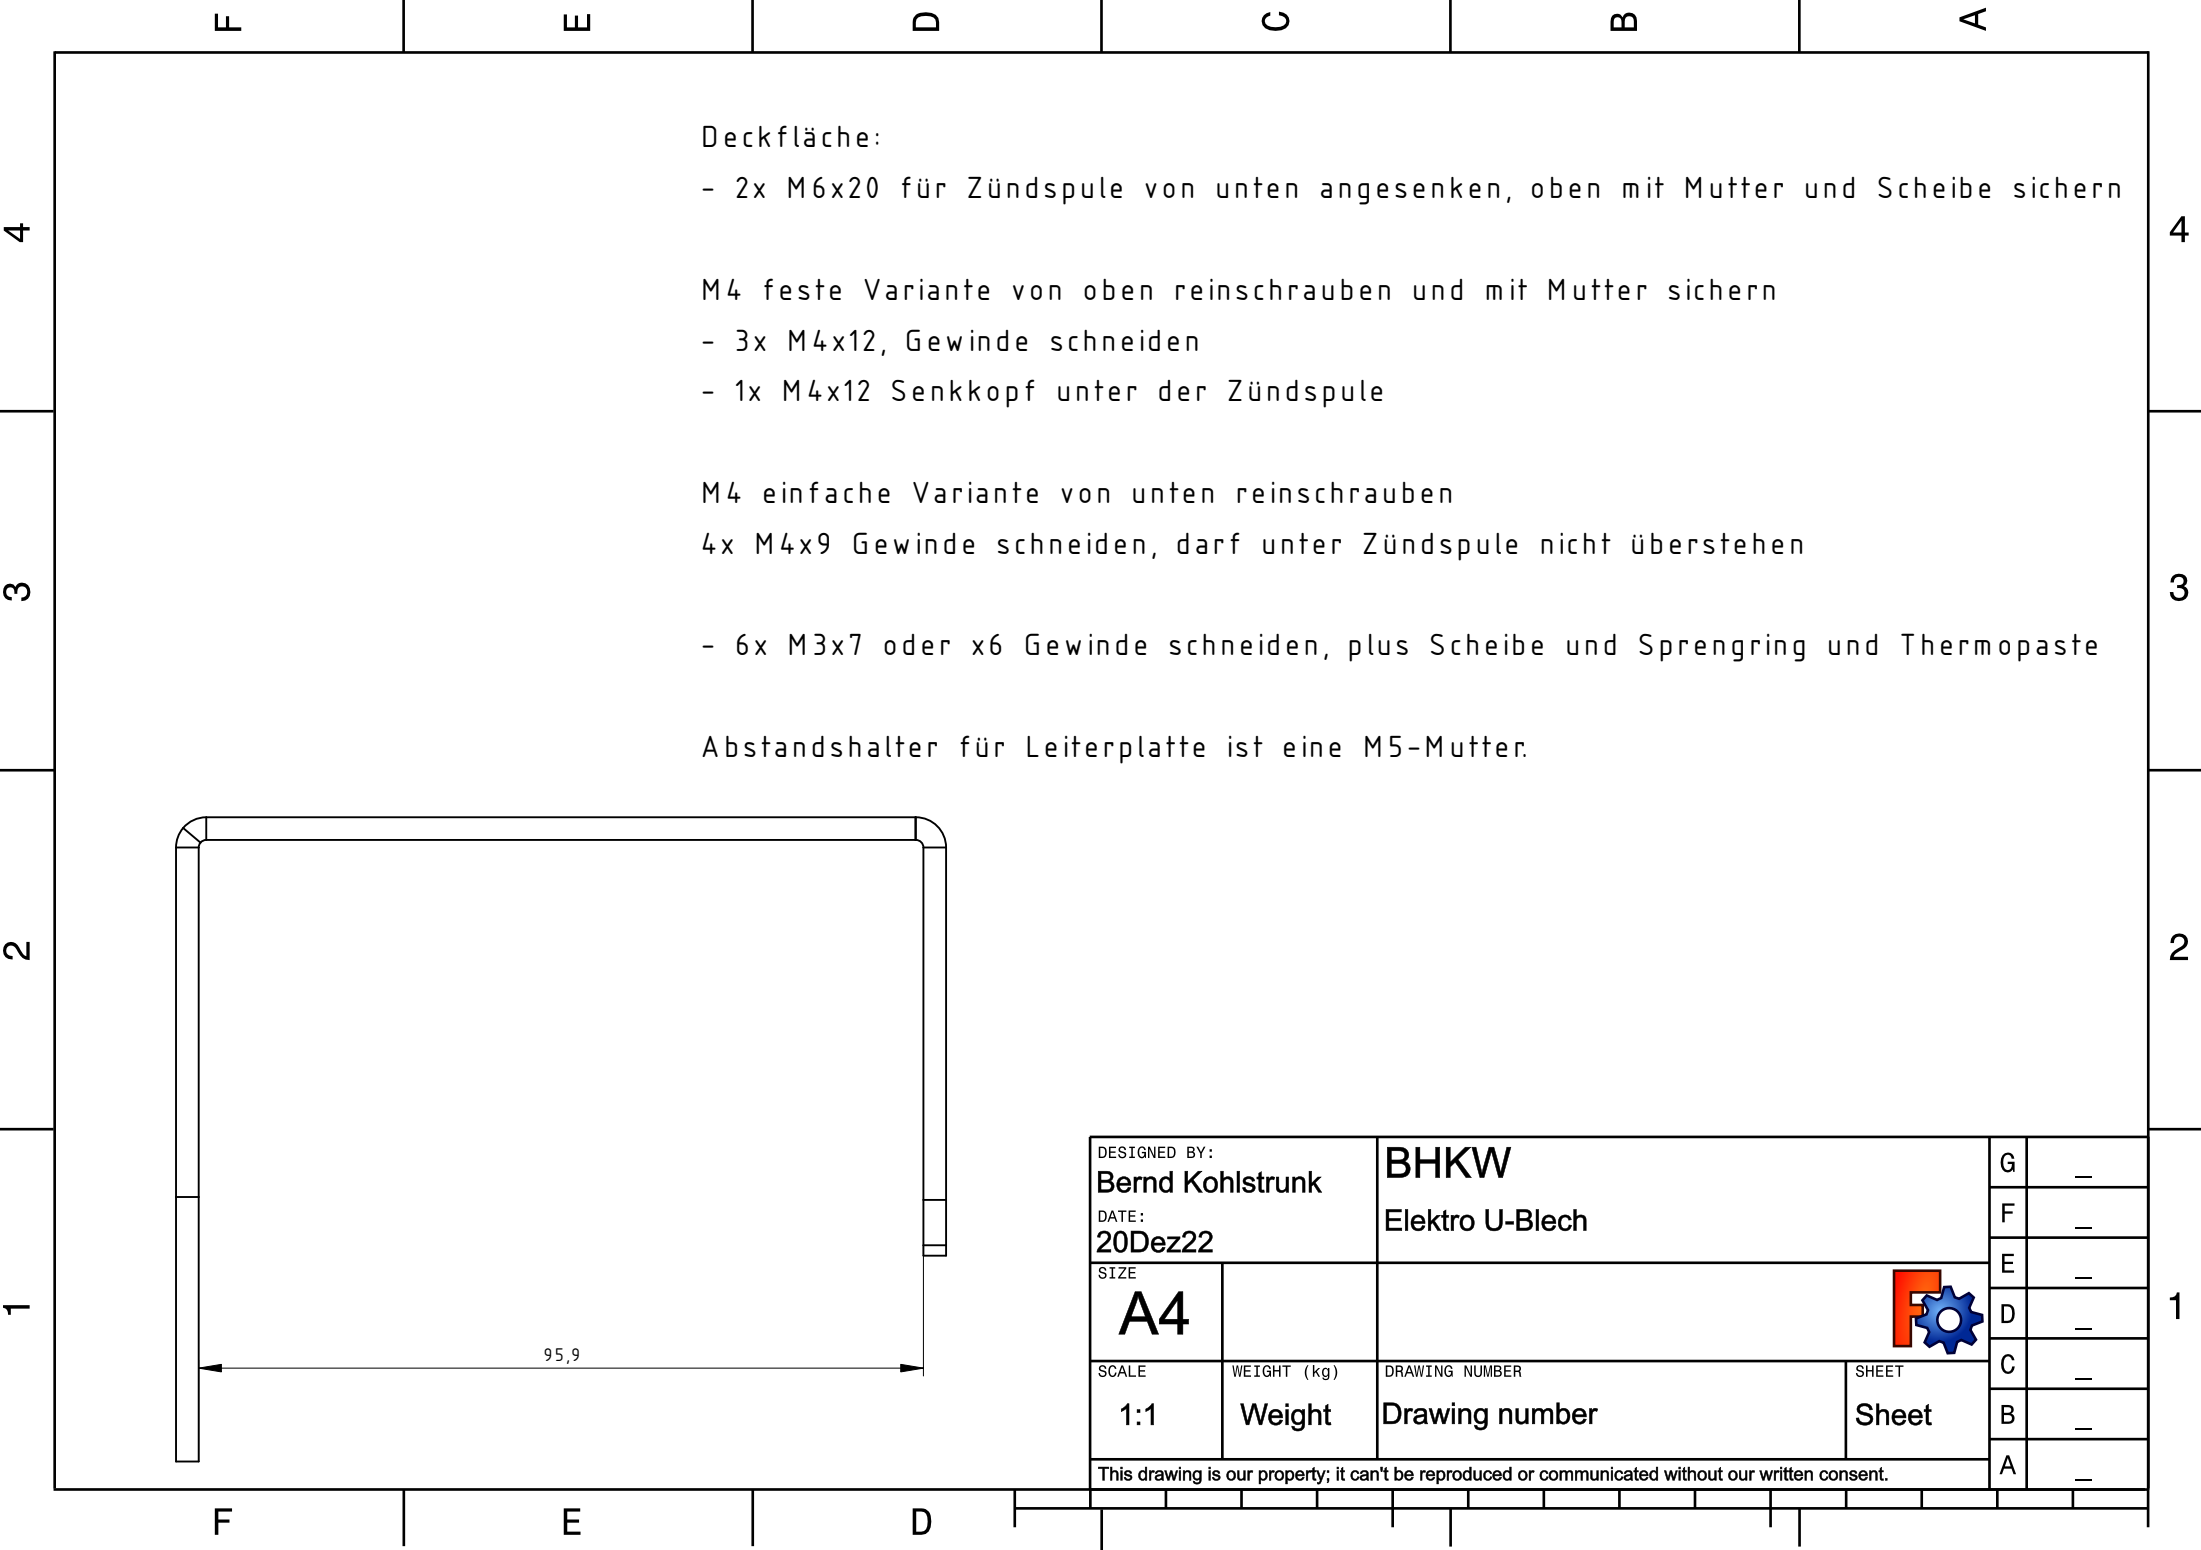 F E D C B A
Deckfläche:
- 2x M6x20 für Zündspule von unten angesenken, oben mit Mutter und Scheibe sichern
4 4
M4 feste Variante von oben reinschrauben und mit Mutter sichern
- 3x M4x12, Gewinde schneiden
- 1x M4x12 Senkkopf unter der Zündspule
M4 einfache Variante von unten reinschrauben
4x M4x9 Gewinde schneiden, darf unter Zündspule nicht überstehen
3 3
- 6x M3x7 oder x6 Gewinde schneiden, plus Scheibe und Sprengring und Thermopaste
Abstandshalter für Leiterplatte ist eine M5-Mutter.
2 2
95,9
1 1
DESIGNED BY:
Bernd Kohlstrunk
DATE:
20Dez22
BHKW
Elektro U-Blech
SIZE
A4
SCALE
1:1
WEIGHT (kg)
Weight
DRAWING NUMBER
Drawing number
SHEET
Sheet
G _
F _
E _
D _
C _
B _
A _
This drawing is our property; it can't be reproduced or communicated without our written consent.
F E D